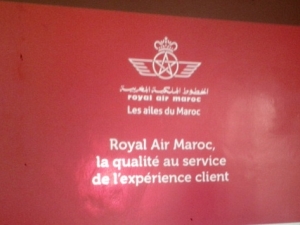 الخطوط الملكية المغربية
royal air maroc
Les ailes du Maroc
Royal Air Maroc,
la qualité au service
de l'expérience client